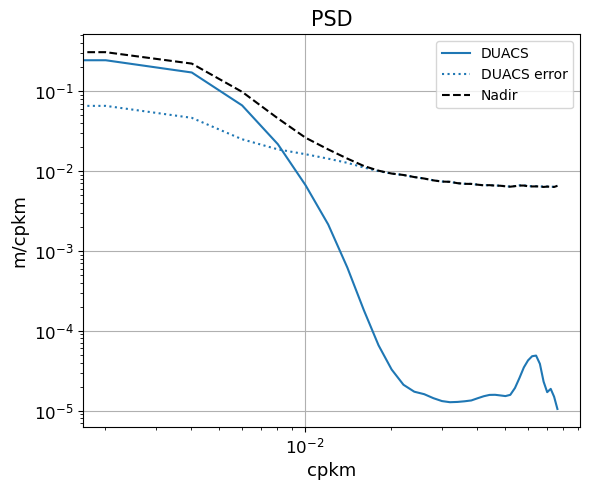 PSD
DUACS
DUACS error
Nadir
10⁻¹
10⁻²
10⁻³
10⁻⁴
10⁻⁵
m/cpkm
10⁻²
cpkm